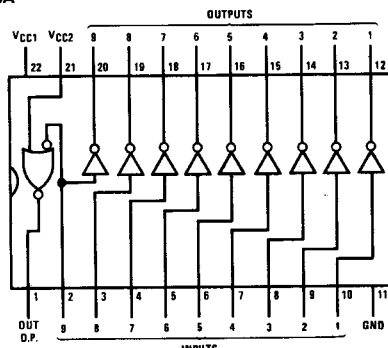 OUTPUTS
VCC1 VCC2 9 8 7 6 5 4 3 2 1
22 21 20 19 18 17 16 15 14 13 12
1 2 3 4 5 6 7 8 9 10 11
OUT D.P. 9 8 7 6 5 4 3 2 1 GND
INPUTS